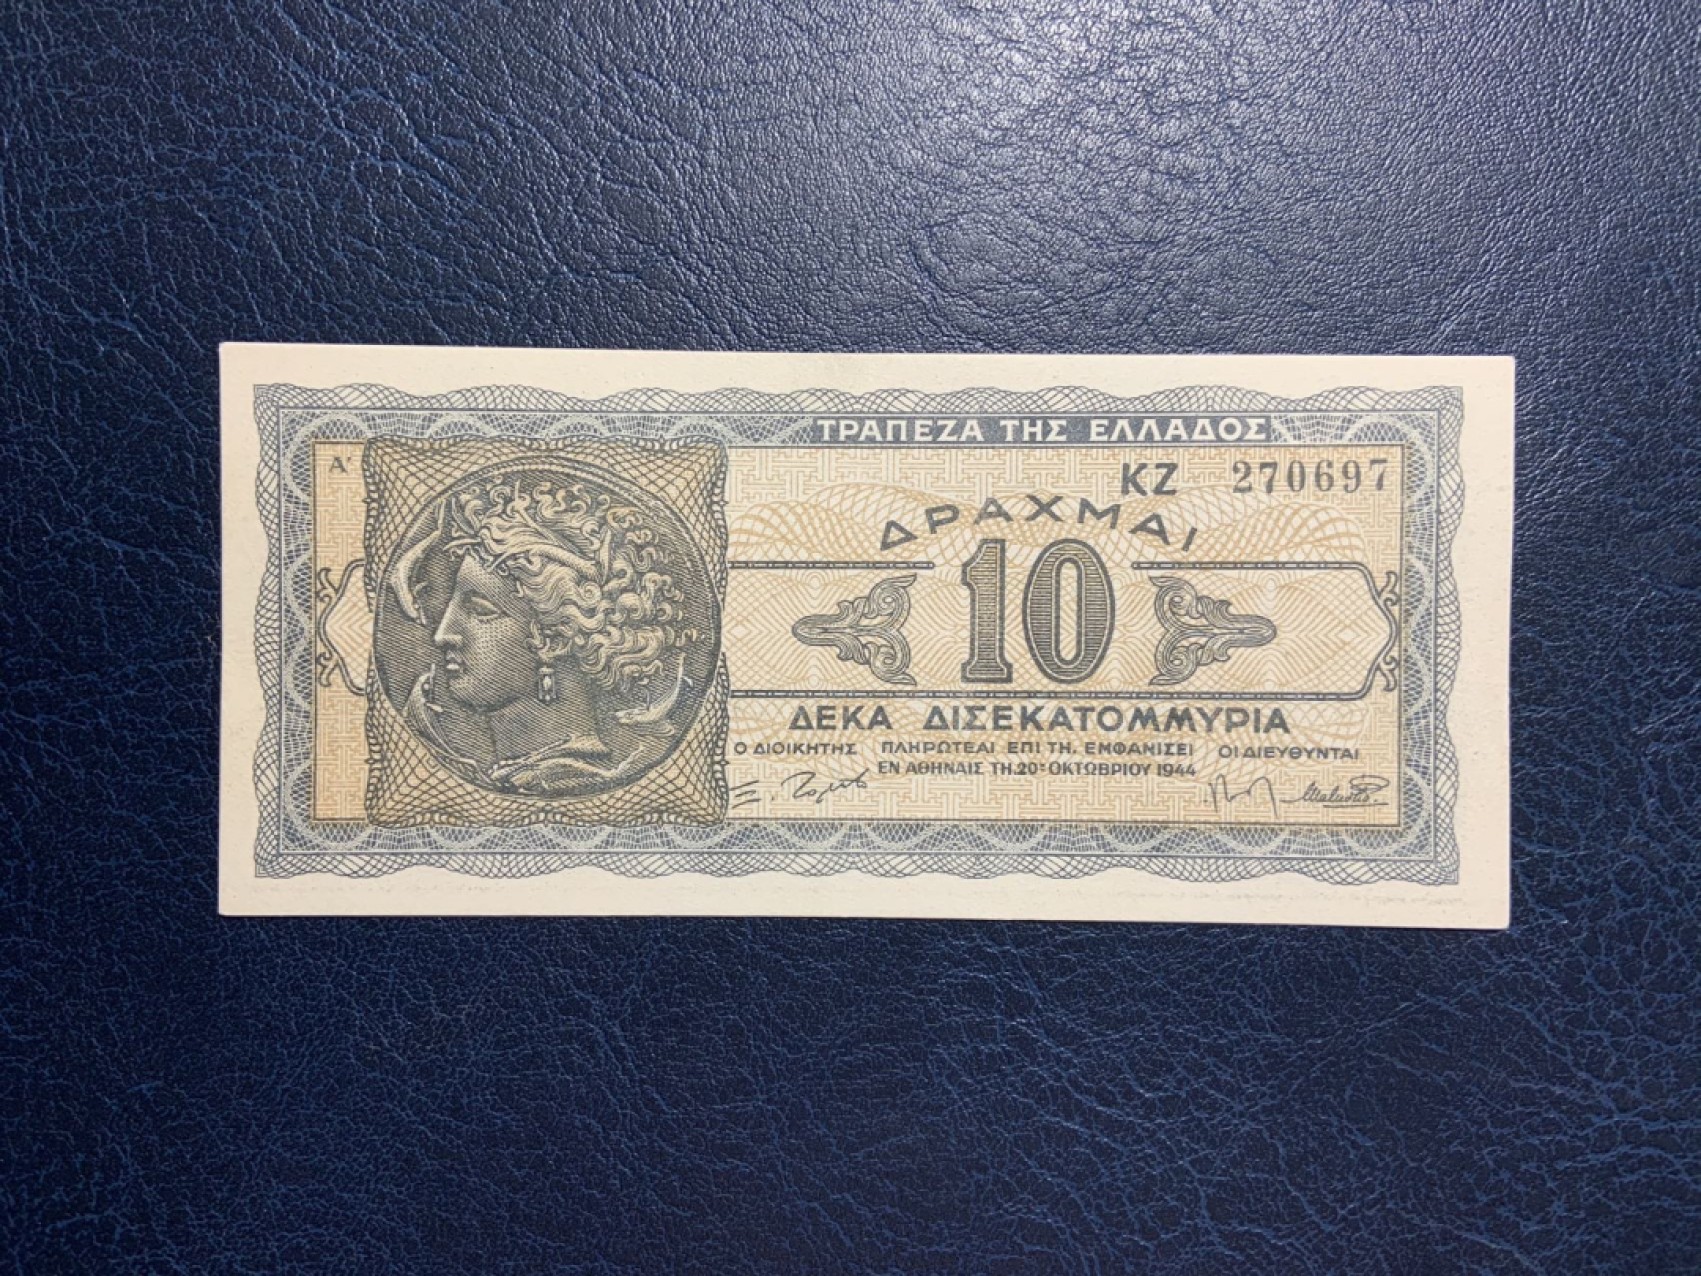 ΤΡΑΠΕΖΑ ΤΗΣ ΕΛΛΑΔΟΣ
Α' ΚΖ 270697
ΔΡΑΧΜΑΙ
10
ΔΕΚΑ ΔΙΣΕΚΑΤΟΜΜΥΡΙΑ
Ο ΔΙΟΙΚΗΤΗΣ ΠΛΗΡΩΤΕΑΙ ΕΠΙ ΤΗ. ΕΜΦΑΝΙΣΕΙ ΟΙ ΔΙΕΥΘΥΝΤΑΙ
ΕΝ ΑΘΗΝΑΙΣ ΤΗ. 20ῌ ΟΚΤΩΒΡΙΟΥ 1944